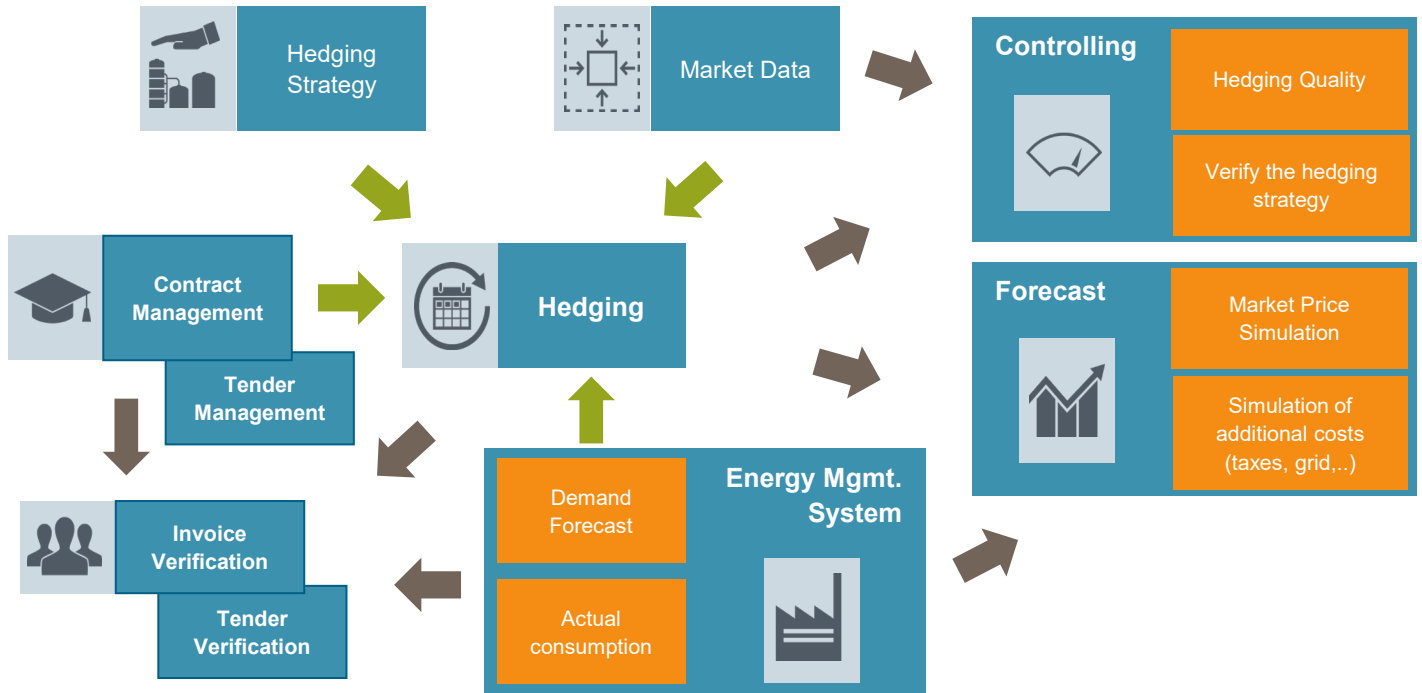 Hedging
Strategy
Market Data
Controlling
Hedging Quality
Verify the hedging
strategy
Contract
Management
Tender
Management
Hedging
Forecast
Market Price
Simulation
Simulation of
additional costs
(taxes, grid,..)
Invoice
Verification
Tender
Verification
Demand
Forecast
Actual
consumption
Energy Mgmt.
System